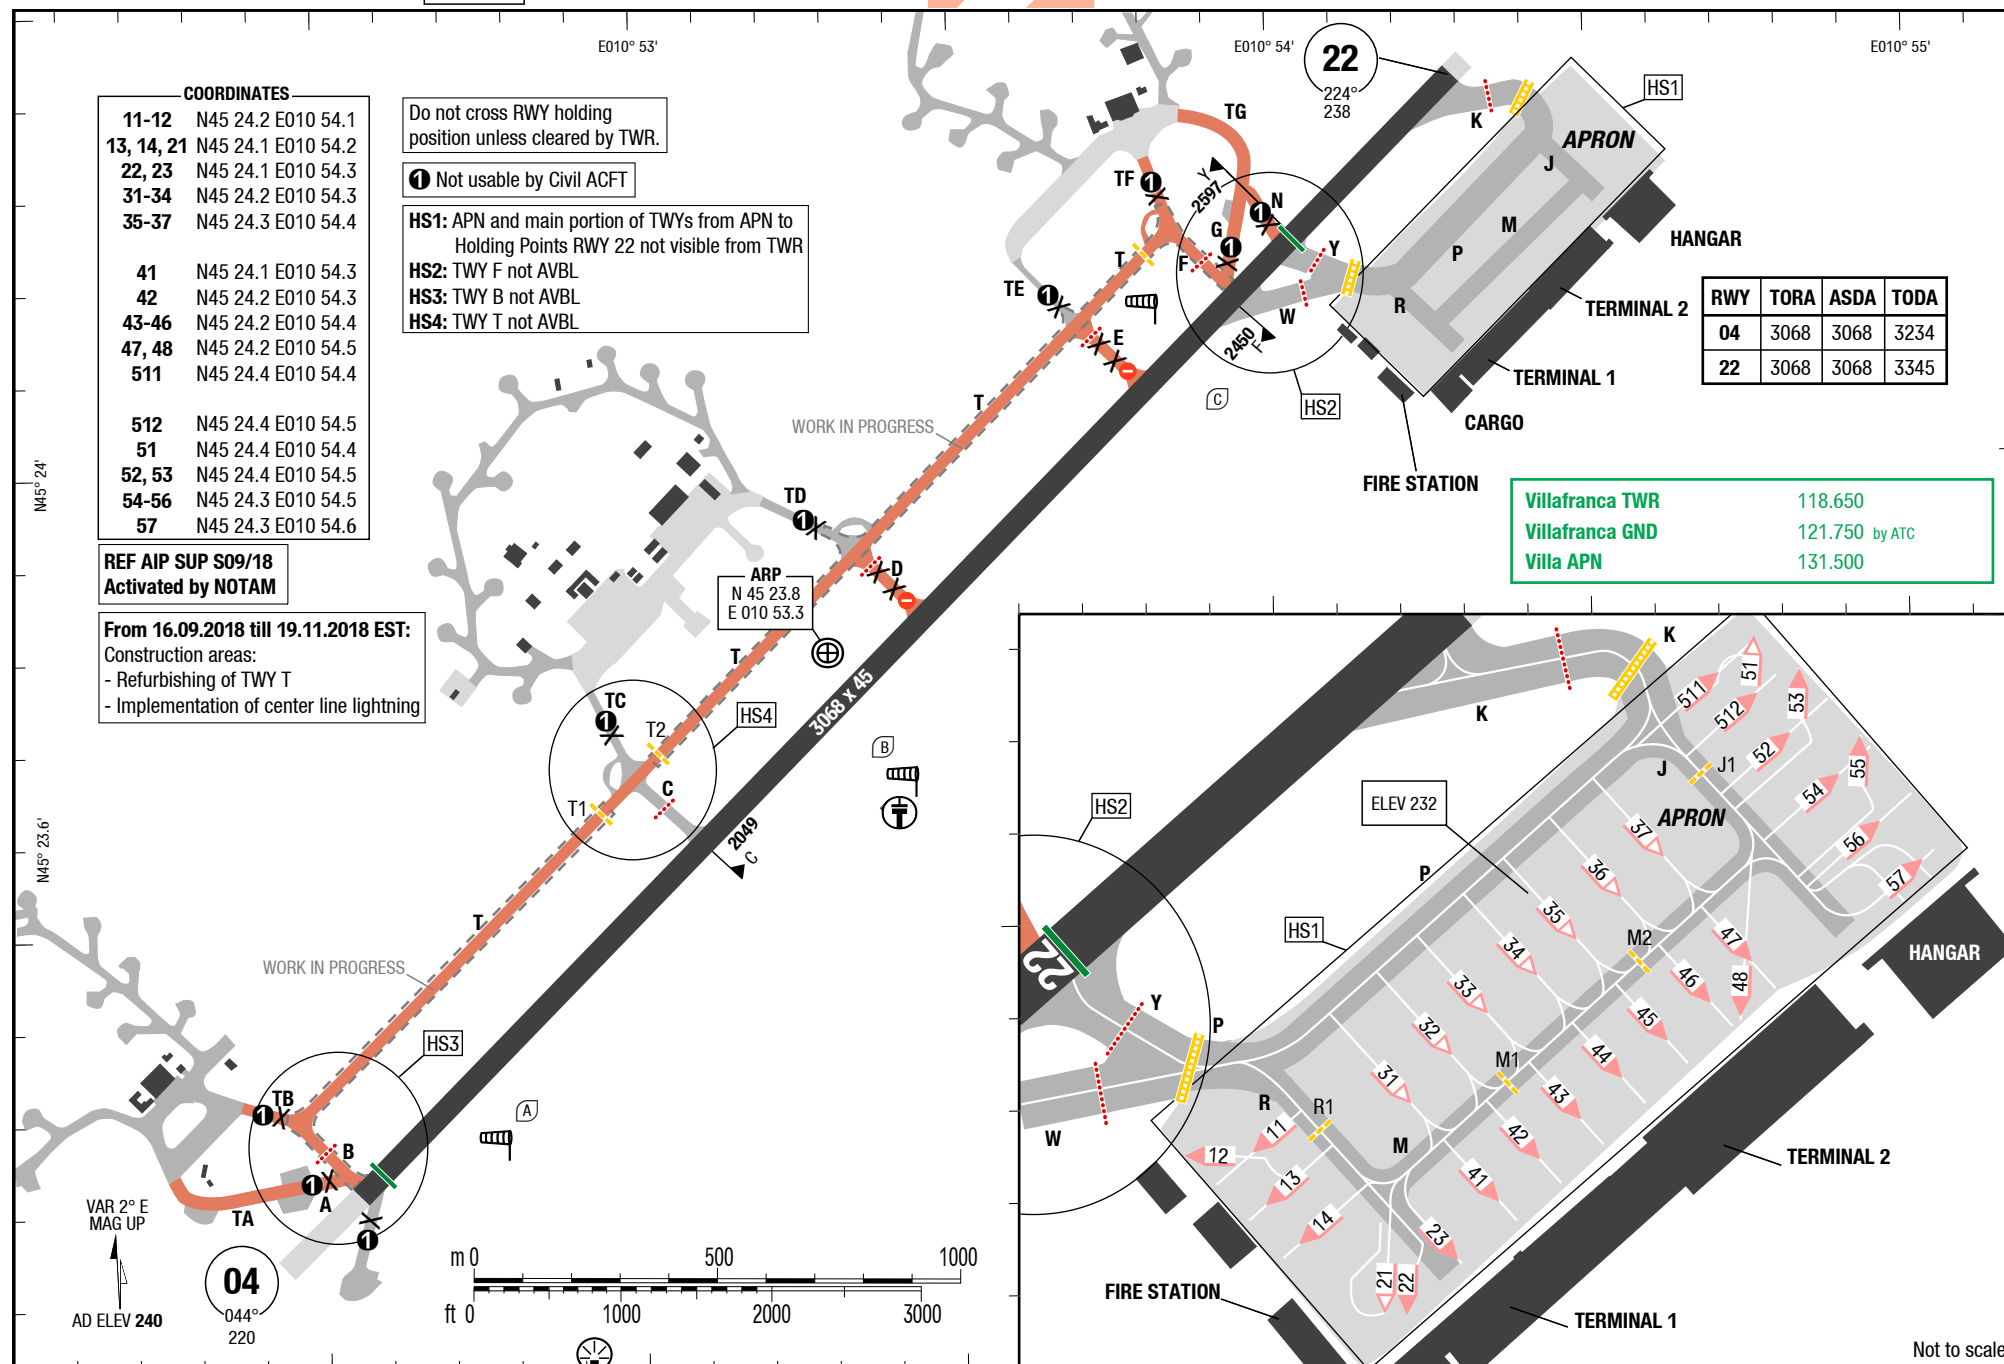 E010° 53'
E010° 54'
E010° 55'
N45° 24'
N45° 23.6'
COORDINATES
11-12 N45 24.2 E010 54.1
13, 14, 21 N45 24.1 E010 54.2
22, 23 N45 24.1 E010 54.3
31-34 N45 24.2 E010 54.3
35-37 N45 24.3 E010 54.4
41 N45 24.1 E010 54.3
42 N45 24.2 E010 54.3
43-46 N45 24.2 E010 54.4
47, 48 N45 24.2 E010 54.5
511 N45 24.4 E010 54.4
512 N45 24.4 E010 54.5
51 N45 24.4 E010 54.4
52, 53 N45 24.4 E010 54.5
54-56 N45 24.3 E010 54.5
57 N45 24.3 E010 54.6
REF AIP SUP S09/18
Activated by NOTAM
From 16.09.2018 till 19.11.2018 EST:
Construction areas:
- Refurbishing of TWY T
- Implementation of center line lightning
Do not cross RWY holding
position unless cleared by TWR.
1 Not usable by Civil ACFT
HS1: APN and main portion of TWYs from APN to
Holding Points RWY 22 not visible from TWR
HS2: TWY F not AVBL
HS3: TWY B not AVBL
HS4: TWY T not AVBL
22
224°
238
K
HS1
APRON
J
M
P
R
HANGAR
TERMINAL 2
TERMINAL 1
CARGO
FIRE STATION
TG
TF
1
Y
2597
1
N
G
1
Y
T
F
TE
1
W
E
2450
F
C
HS2
T
WORK IN PROGRESS
RWY TORA ASDA TODA
04 3068 3068 3234
22 3068 3068 3345
Villafranca TWR 118.650
Villafranca GND 121.750 by ATC
Villa APN 131.500
TD
1
D
ARP
N 45 23.8
E 010 53.3
T
3068 X 45
TC
1
T2
HS4
B
C
T1
2049
C
T
WORK IN PROGRESS
HS3
TB
1
B
A
1
A
TA
1
VAR 2° E
MAG UP
AD ELEV 240
04
044°
220
m 0 500 1000
ft 0 1000 2000 3000
K
K
HS2
ELEV 232
J
J1
APRON
51
511
512
53
52
55
54
56
57
37
36
35
34
33
32
31
P
HS1
M2
47
46
48
45
44
43
42
41
M1
22
Y
P
W
R
R1
M
11
12
13
14
23
21
22
HANGAR
TERMINAL 2
TERMINAL 1
FIRE STATION
Not to scale